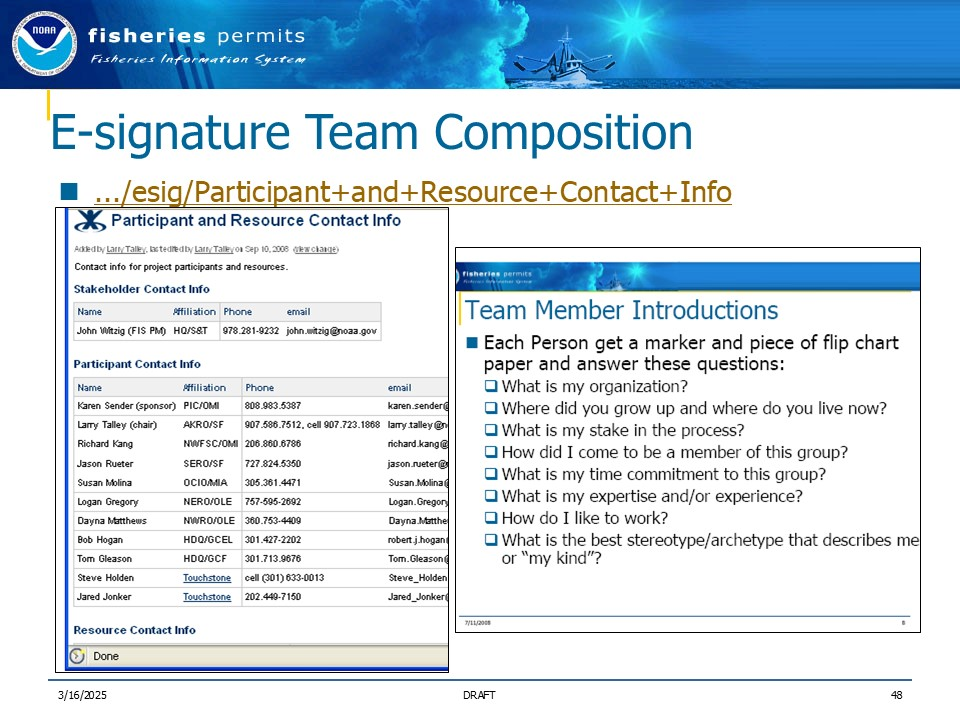 NOAA
fisheries permits
Fisheries Information System
E-signature Team Composition
.../esig/Participant+and+Resource+Contact+Info
Participant and Resource Contact Info
Added by Larry Talley, last edited by Larry Talley on Sep 10, 2008 (view change)
Contact info for project participants and resources.
Stakeholder Contact Info
Name Affiliation Phone email
John Witzig (FIS PM) HQ/S&T 978.281-9232 john.witzig@noaa.gov
Participant Contact Info
Name Affiliation Phone email
Karen Sender (sponsor) PIC/OMI 808.983.5387 karen.sender@
Larry Talley (chair) AKRO/SF 907.586.7512, cell 907.723.1868 larry.talley@n
Richard Kang NWFSC/OMI 206.860.6786 richard.kang@
Jason Rueter SERO/SF 727.824.5350 jason.rueter@
Susan Molina OCIO/MIA 305.361.4471 Susan.Molina@
Logan Gregory NERO/OLE 757-595-2692 Logan.Gregory
Dayna Matthews NWRO/OLE 360.753-4409 Dayna.Matthe
Bob Hogan HDQ/GCEL 301-427-2202 robert.j.hogan
Tom Gleason HDQ/GCF 301.713.9676 Tom.Gleason@
Steve Holden Touchstone cell (301) 633-0013 Steve_Holden
Jared Jonker Touchstone 202.449-7150 Jared_Jonker@
Resource Contact Info
Done
fisheries permits
Team Member Introductions
Each Person get a marker and piece of flip chart
paper and answer these questions:
What is my organization?
Where did you grow up and where do you live now?
What is my stake in the process?
How did I come to be a member of this group?
What is my time commitment to this group?
What is my expertise and/or experience?
How do I like to work?
What is the best stereotype/archetype that describes me
or “my kind”?
7/11/2008 8
3/16/2025 DRAFT 48